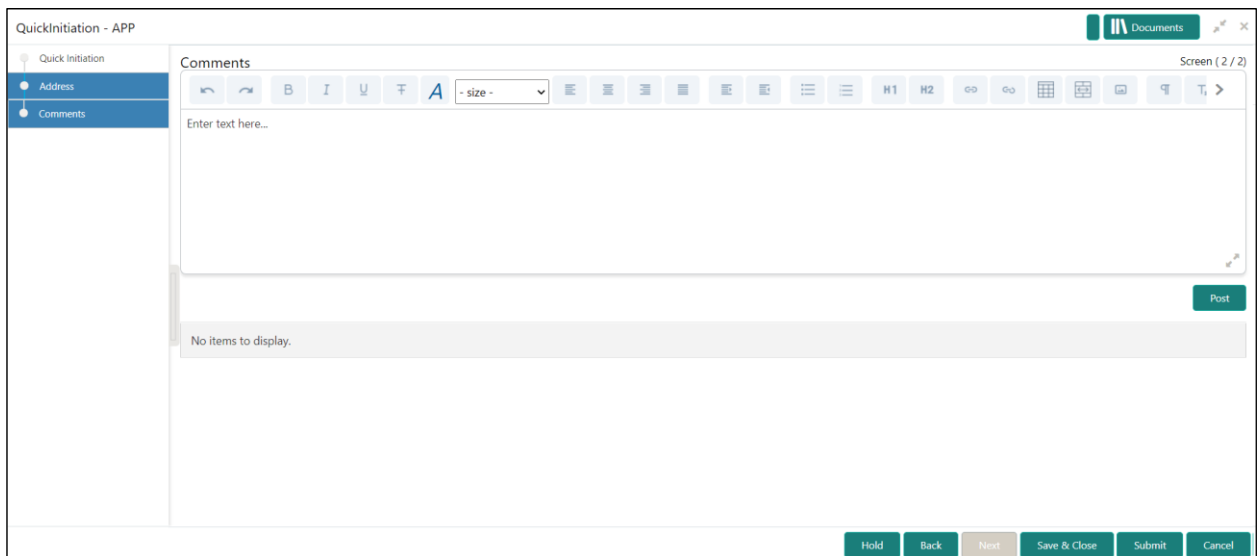 QuickInitiation - APP
Documents
Quick Initiation
Address
Comments
Comments
Screen ( 2 / 2)
B I U T A - size - H1 H2 ¶
Enter text here...
Post
No items to display.
Hold Back Next Save & Close Submit Cancel